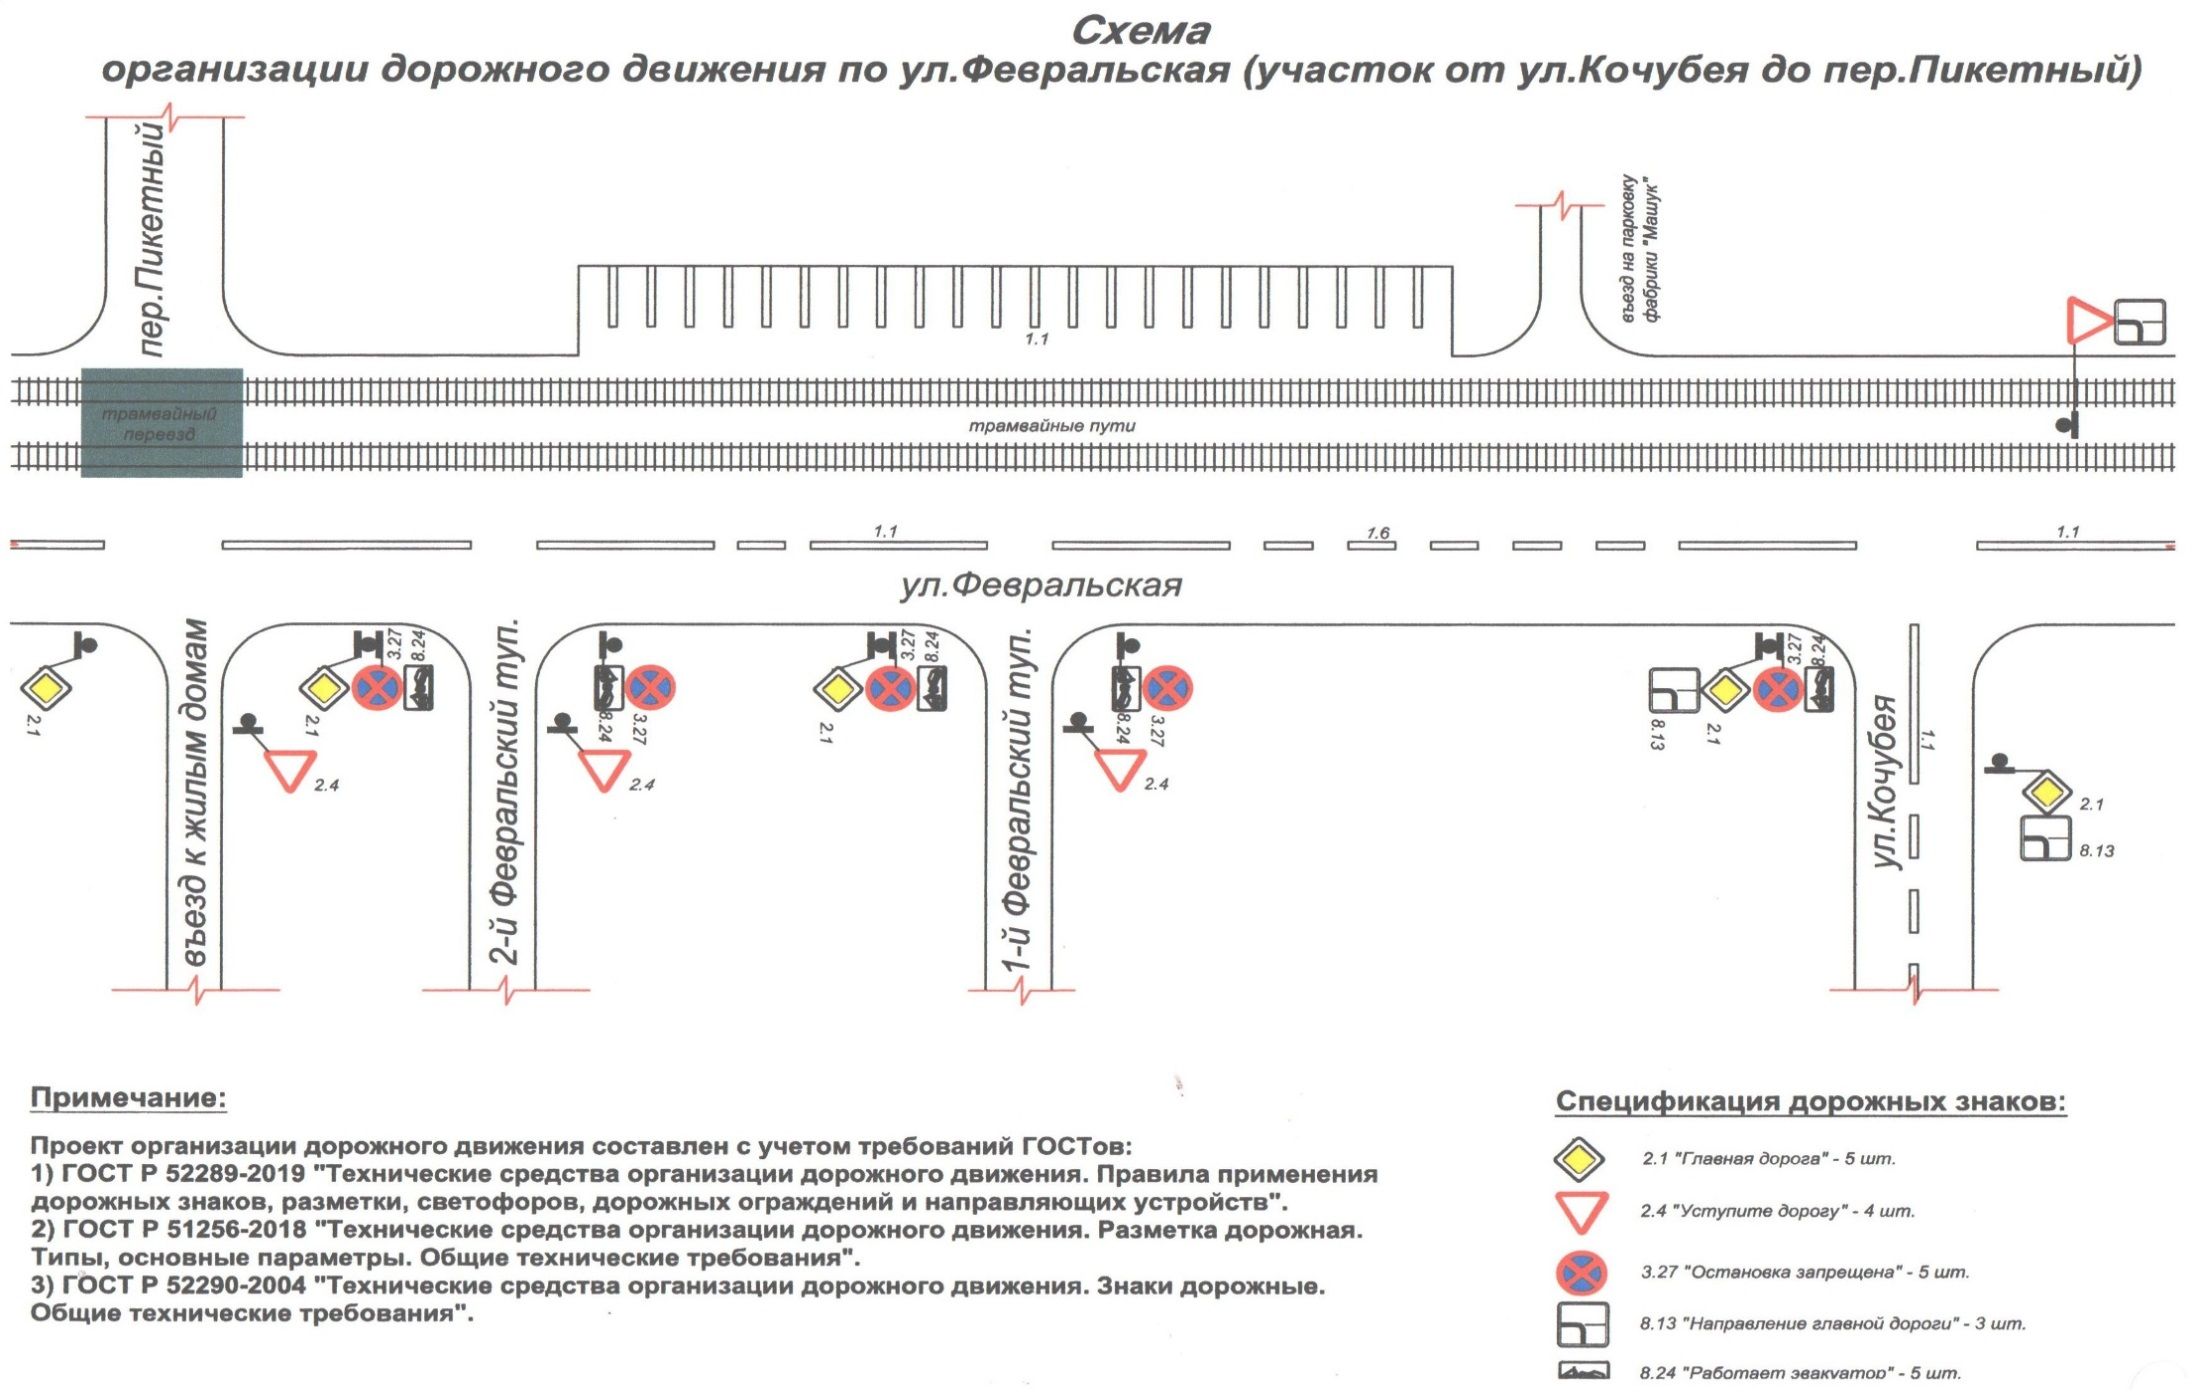 Схема
организации дорожного движения по ул.Февральская (участок от ул.Кочубея до пер.Пикетный)
пер.Пикетный
въезд на парковку
фабрики "Машук"
1.1
трамвайный
переезд
трамвайные пути
1.1
1.6
1.1
ул.Февральская
2.1
въезд к жилым домам
2.1
3.27
8.24
2.4
2-й Февральский туп.
8.24
3.27
2.4
2.1
3.27
8.24
1-й Февральский туп.
8.24
3.27
2.4
8.13
2.1
3.27
8.24
ул.Кочубея
1.1
2.1
8.13
Примечание:
Проект организации дорожного движения составлен с учетом требований ГОСТов:
1) ГОСТ Р 52289-2019 "Технические средства организации дорожного движения. Правила применения
дорожных знаков, разметки, светофоров, дорожных ограждений и направляющих устройств".
2) ГОСТ Р 51256-2018 "Технические средства организации дорожного движения. Разметка дорожная.
Типы, основные параметры. Общие технические требования".
3) ГОСТ Р 52290-2004 "Технические средства организации дорожного движения. Знаки дорожные.
Общие технические требования".
Спецификация дорожных знаков:
2.1 "Главная дорога" - 5 шт.
2.4 "Уступите дорогу" - 4 шт.
3.27 "Остановка запрещена" - 5 шт.
8.13 "Направление главной дороги" - 3 шт.
8.24 "Работает эвакуатор" - 5 шт.